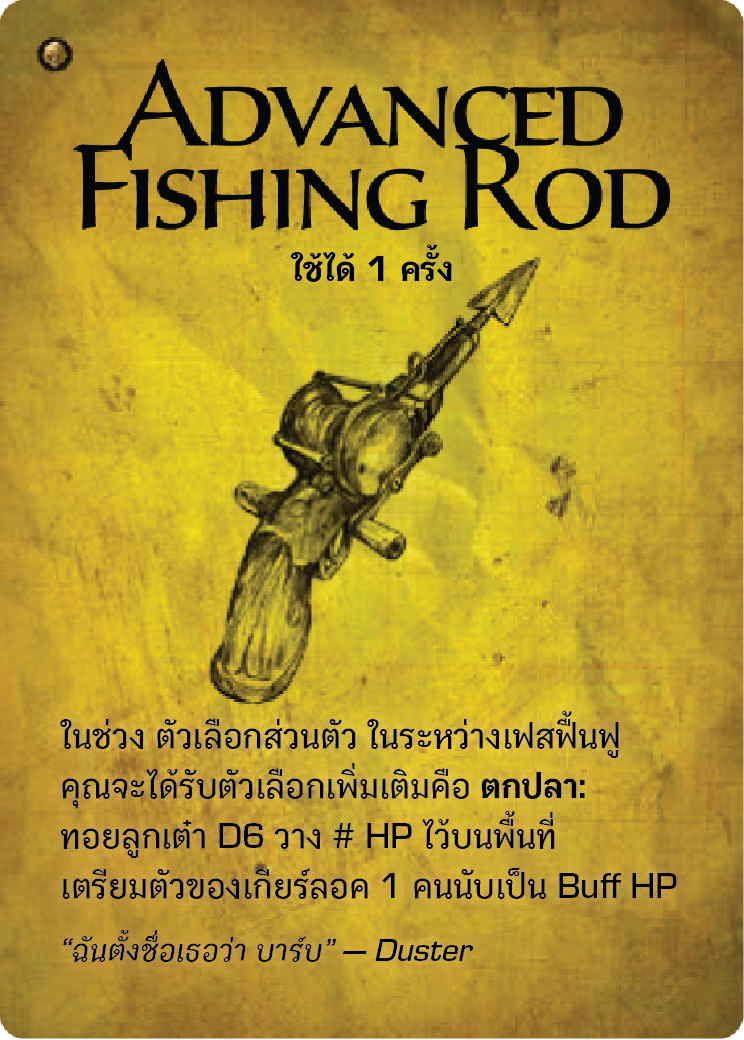 ADVANCED
FISHING ROD
ใช้ได้ 1 ครั้ง
ในช่วง ตัวเลือกส่วนตัว ในระหว่างเฟสฟื้นฟู
คุณจะได้รับตัวเลือกเพิ่มเติมคือ ตกปลา:
ทอยลูกเต๋า D6 วาง # HP ไว้บนพื้นที่
เตรียมตัวของเกียร์ลอค 1 คนนับเป็น Buff HP
“ฉันตั้งชื่อเธอว่า บาร์บ” — Duster